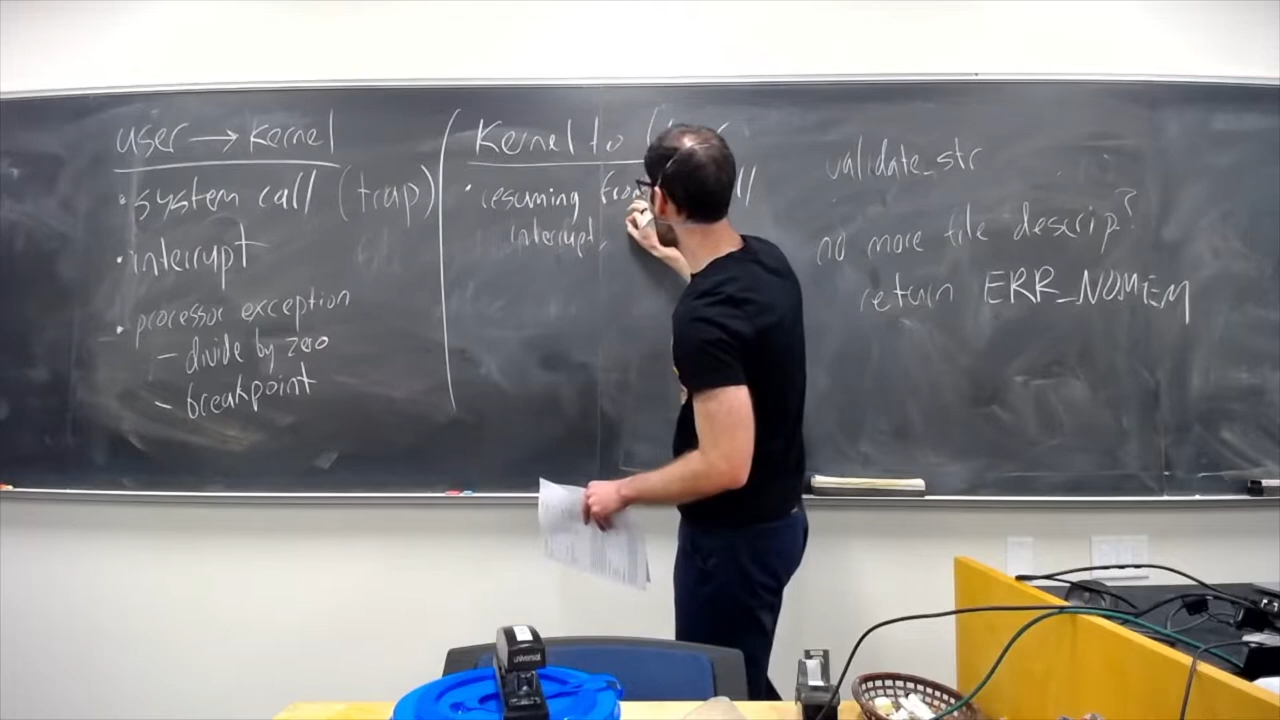 user → kernel
• system call (trap)
• interrupt
• processor exception
– divide by zero
– breakpoint
Kernel to
• resuming from
interrupt,
validate_str
no more file descrip?
return ERR_NOMEM
universal